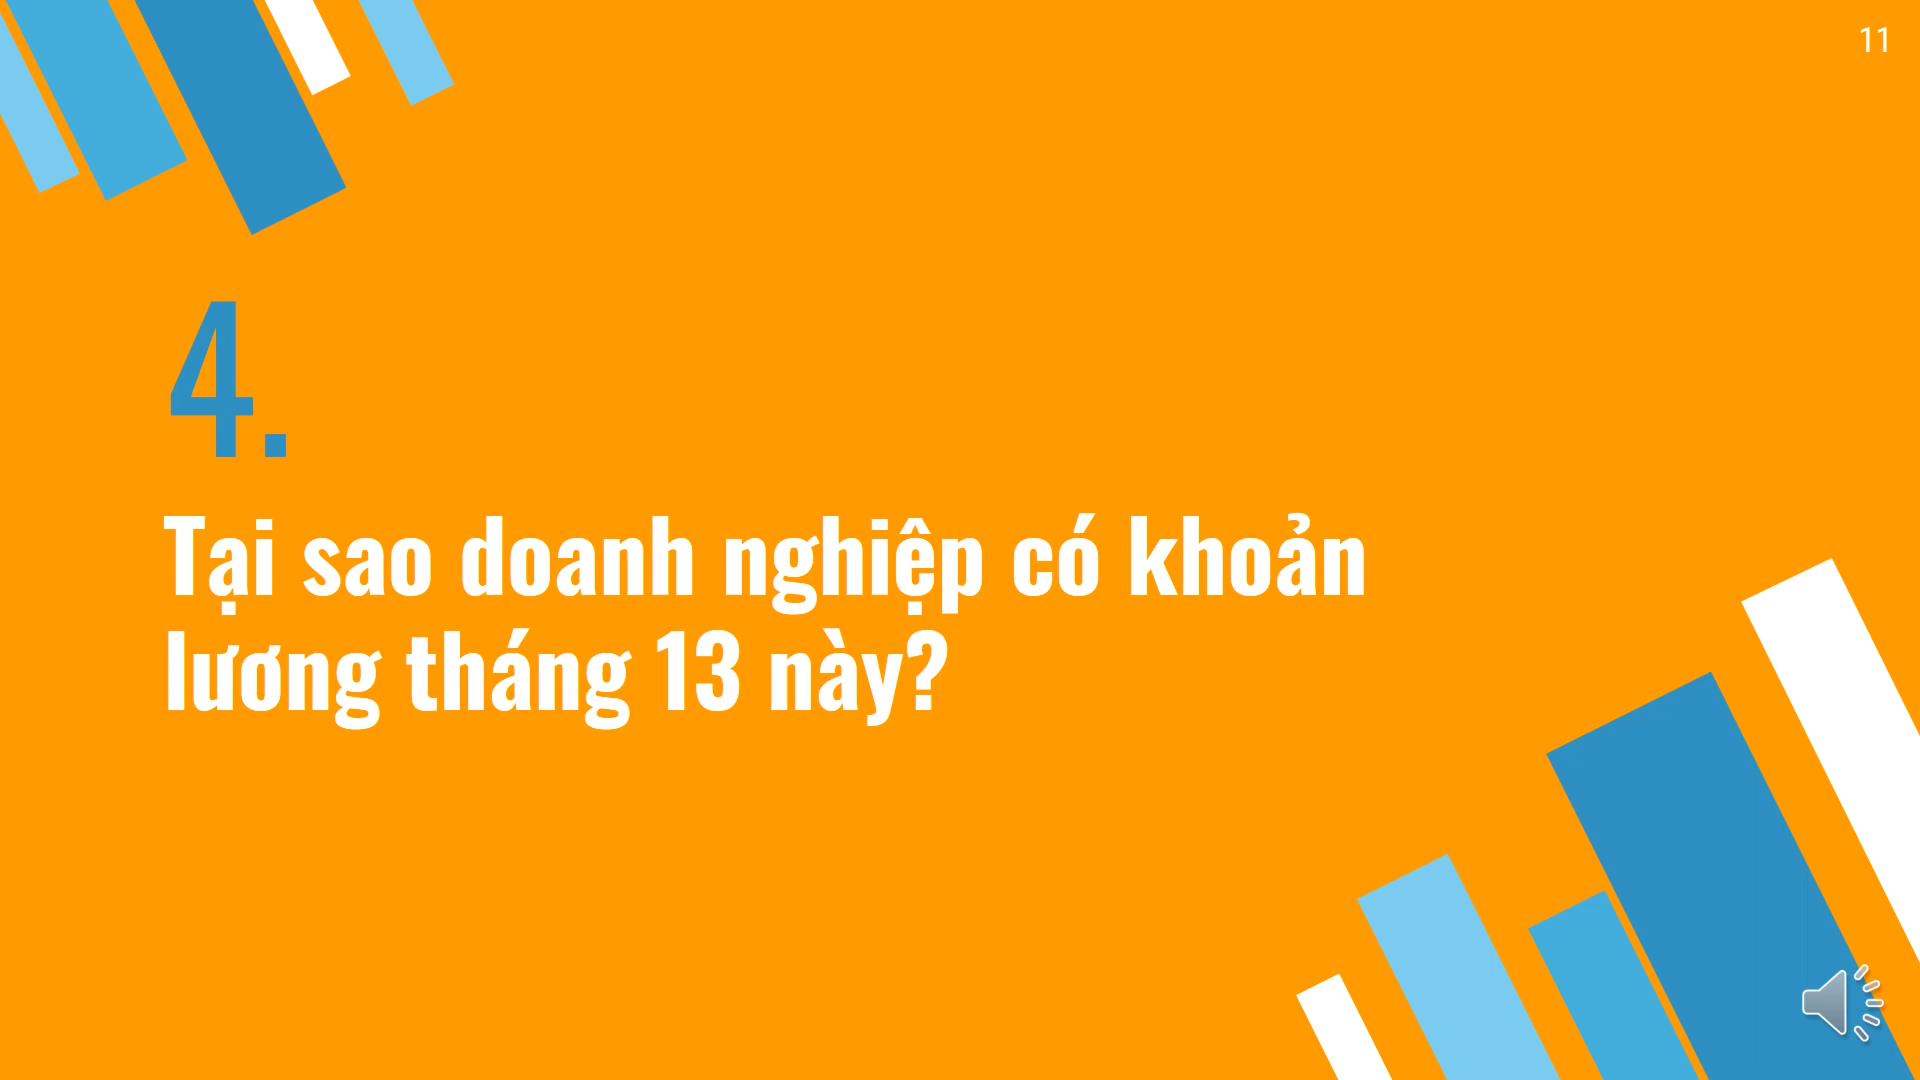 11
4.
Tại sao doanh nghiệp có khoản
lương tháng 13 này?